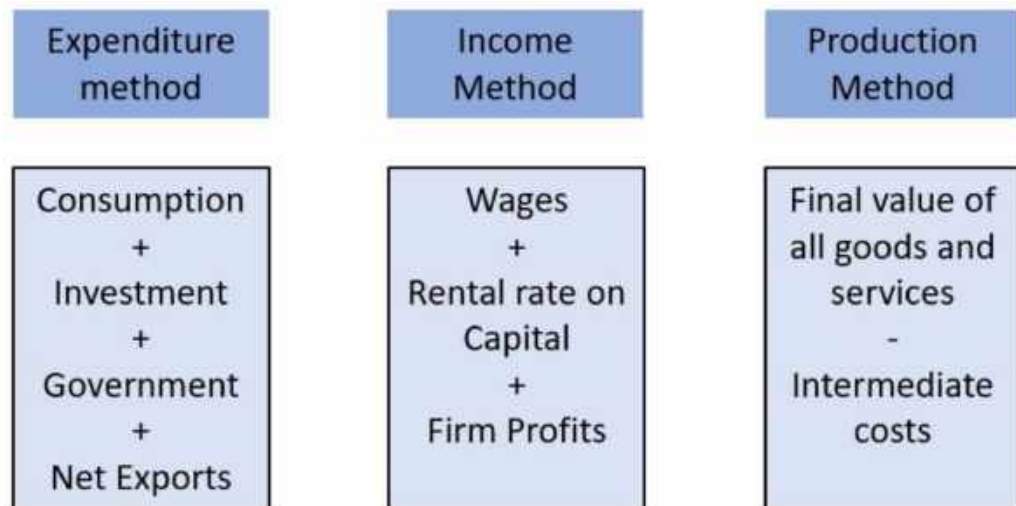 Expenditure
method
Income
Method
Production
Method
Consumption
+
Investment
+
Government
+
Net Exports
Wages
+
Rental rate on
Capital
+
Firm Profits
Final value of
all goods and
services
-
Intermediate
costs